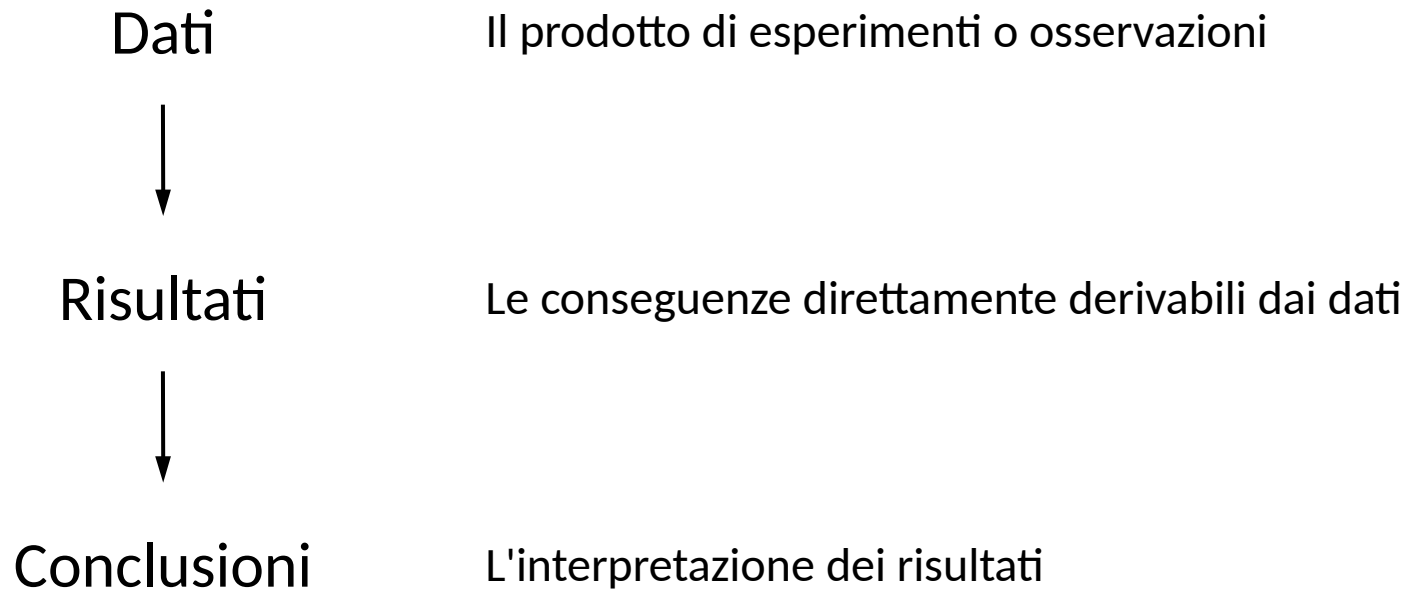 Dati
Il prodotto di esperimenti o osservazioni
Risultati
Le conseguenze direttamente derivabili dai dati
Conclusioni
L'interpretazione dei risultati